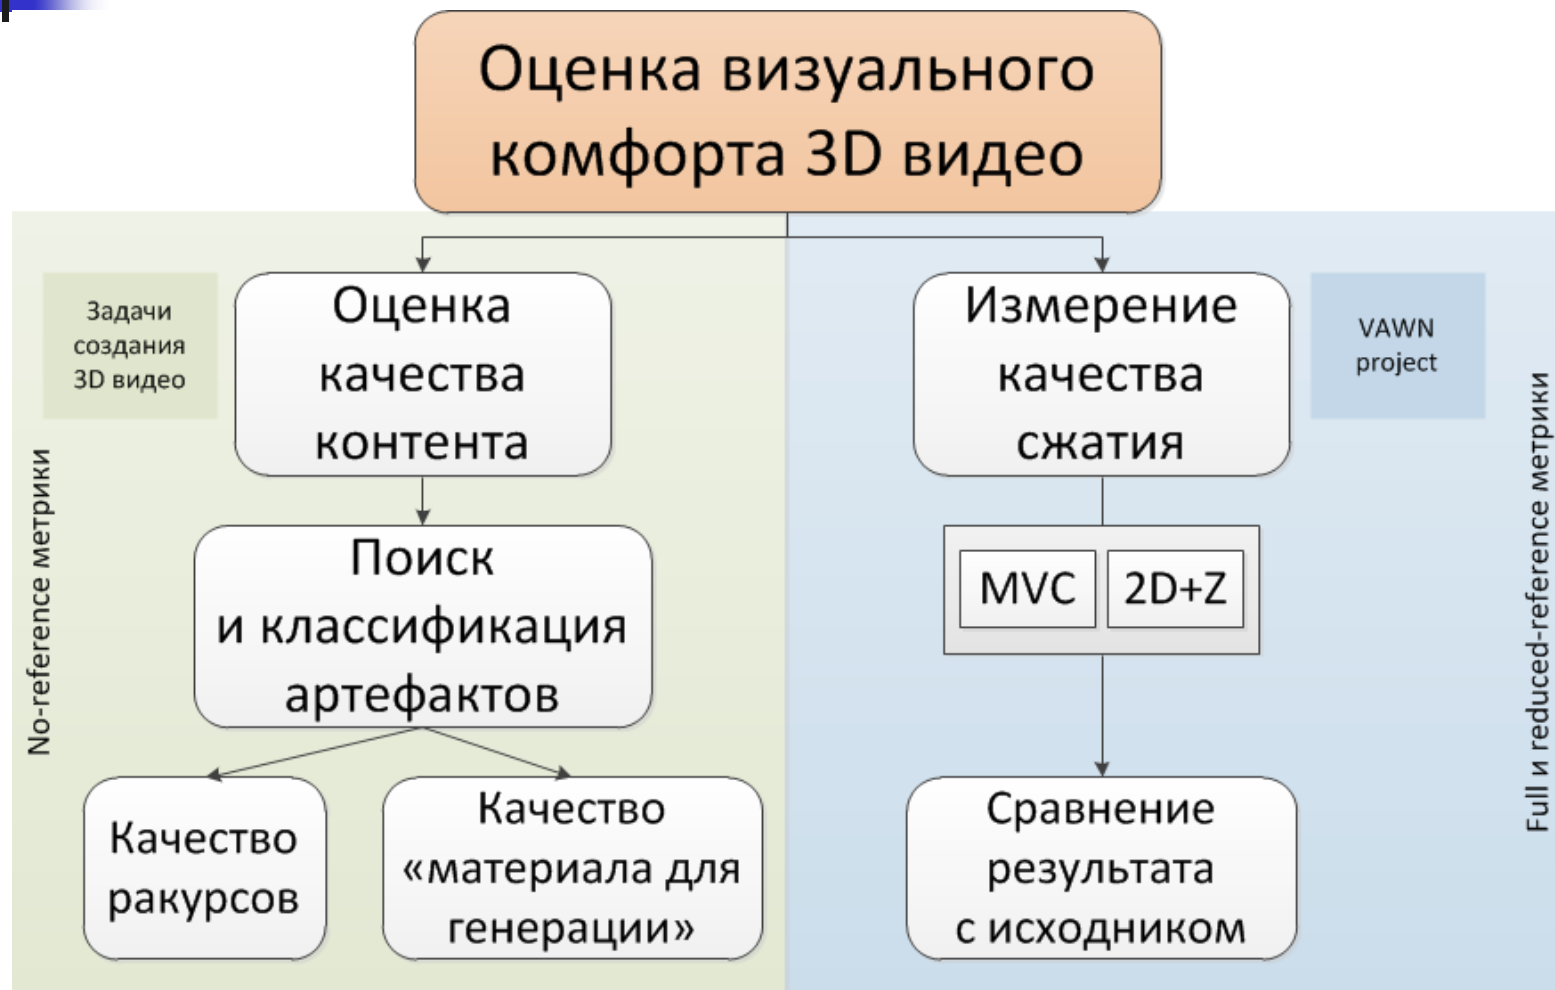 Оценка визуального
комфорта 3D видео
Задачи
создания
3D видео
Оценка
качества
контента
Измерение
качества
сжатия
VAWN
project
No-reference метрики
Поиск
и классификация
артефактов
MVC
2D+Z
Full и reduced-reference метрики
Качество
ракурсов
Качество
«материала для
генерации»
Сравнение
результата
с исходником